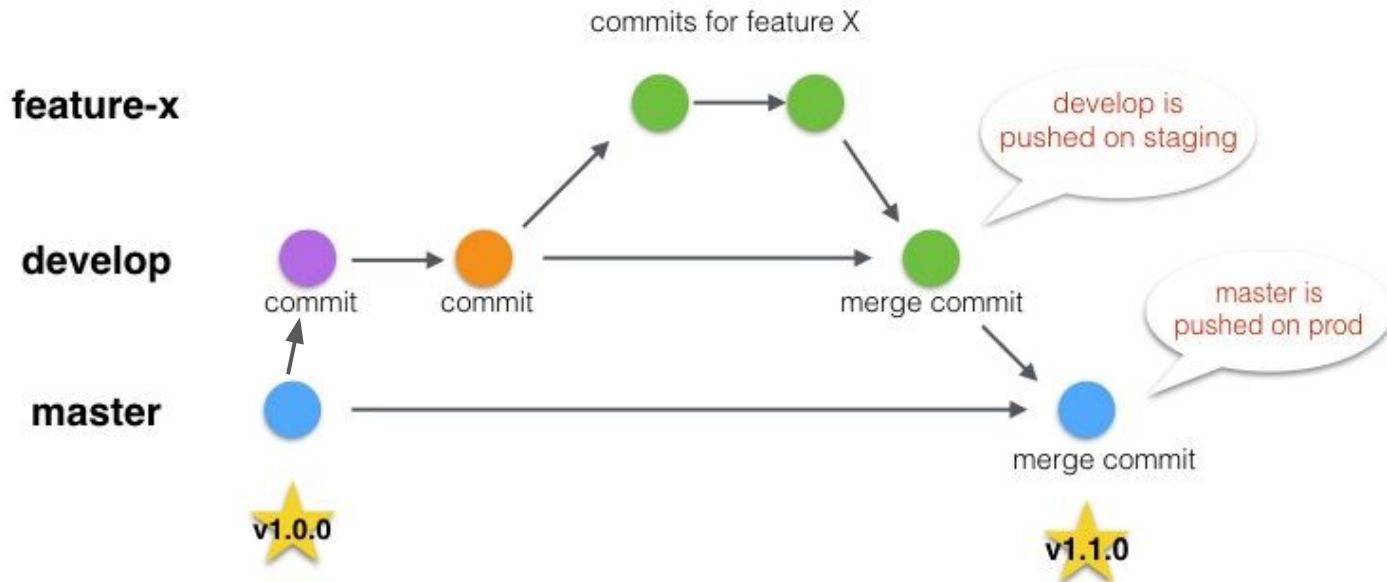 commits for feature X
feature-x
develop is
pushed on staging
develop
commit
commit
merge commit
master is
pushed on prod
master
merge commit
v1.0.0
v1.1.0